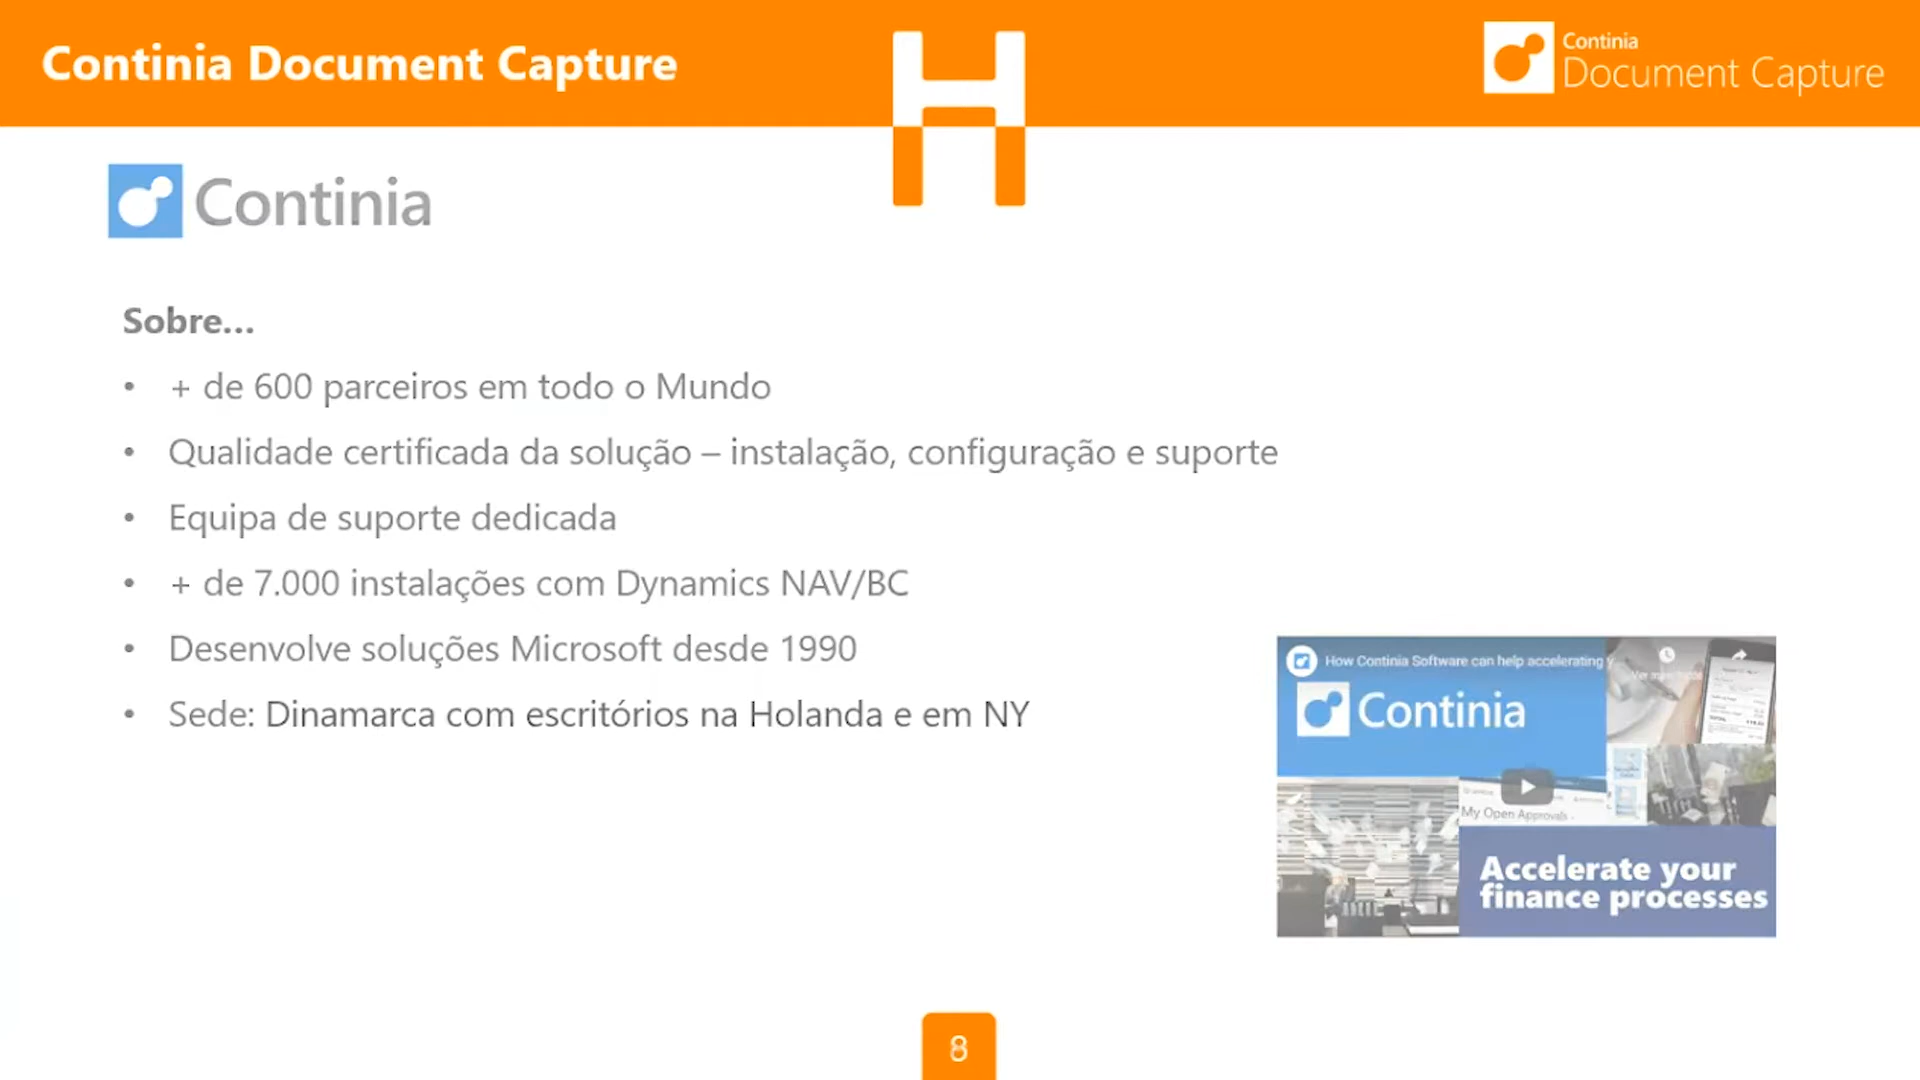 Continia Document Capture
Continia
Document Capture
Continia
Sobre...
• + de 600 parceiros em todo o Mundo
• Qualidade certificada da solução – instalação, configuração e suporte
• Equipa de suporte dedicada
• + de 7.000 instalações com Dynamics NAV/BC
• Desenvolve soluções Microsoft desde 1990
• Sede: Dinamarca com escritórios na Holanda e em NY
How Continia Software can help accelerating y
Continia
My Open Approvals
Accelerate your
finance processes
8